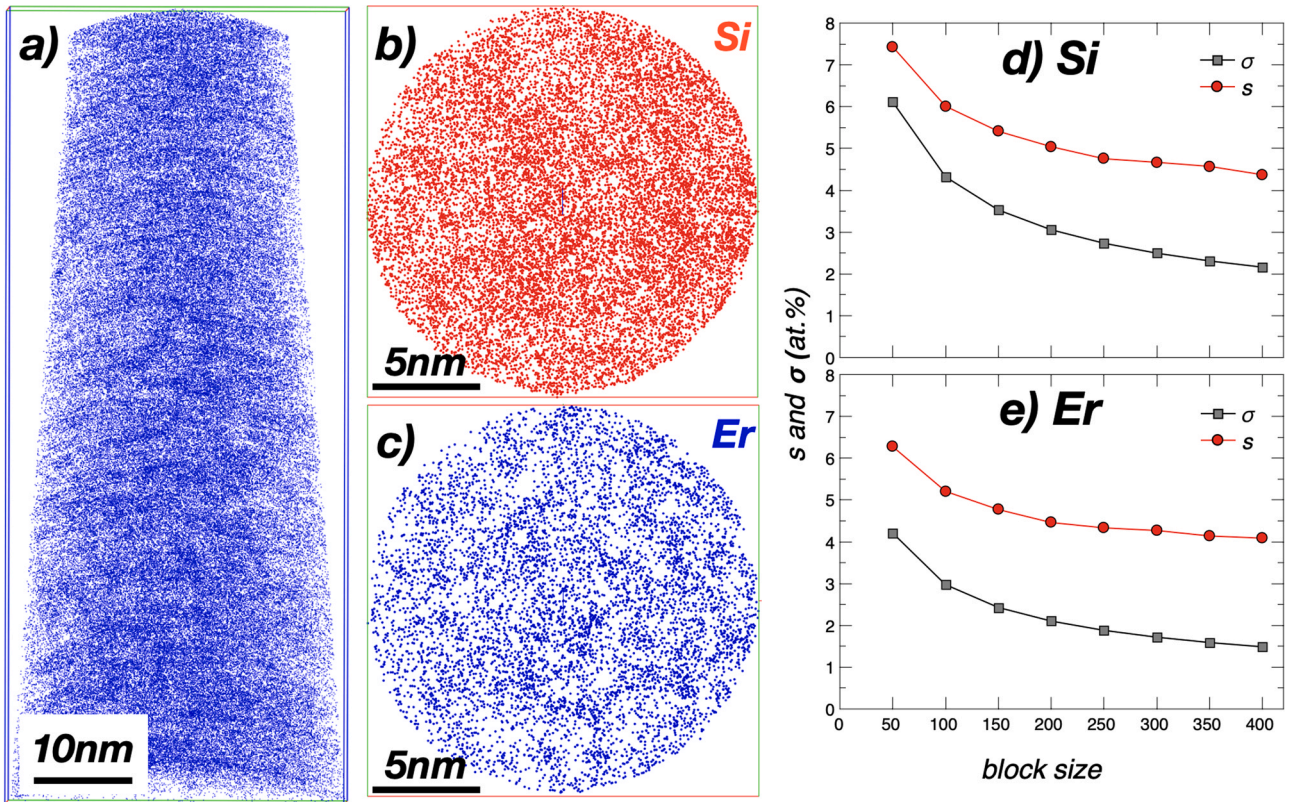 a)
10nm
b)
Si
5nm
c)
Er
5nm
s and σ (at.%)
d) Si
σ
s
8
7
6
5
4
3
2
1
0
e) Er
σ
s
8
7
6
5
4
3
2
1
0
0 50 100 150 200 250 300 350 400
block size